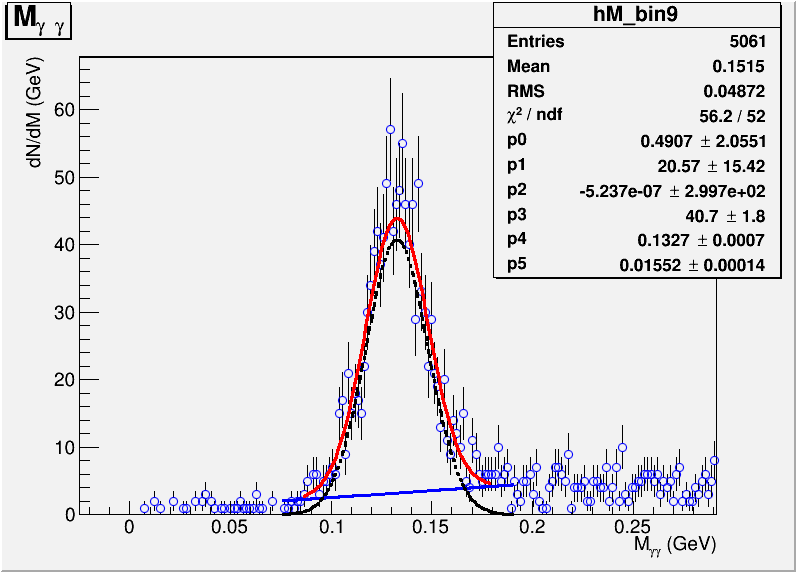 Mγ γ
hM_bin9
Entries 5061
Mean 0.1515
RMS 0.04872
χ² / ndf 56.2 / 52
p0 0.4907 ± 2.0551
p1 20.57 ± 15.42
p2 -5.237e-07 ± 2.997e+02
p3 40.7 ± 1.8
p4 0.1327 ± 0.0007
p5 0.01552 ± 0.00014
dN/dM (GeV)
60
50
40
30
20
10
0
0 0.05 0.1 0.15 0.2 0.25
Mγγ (GeV)